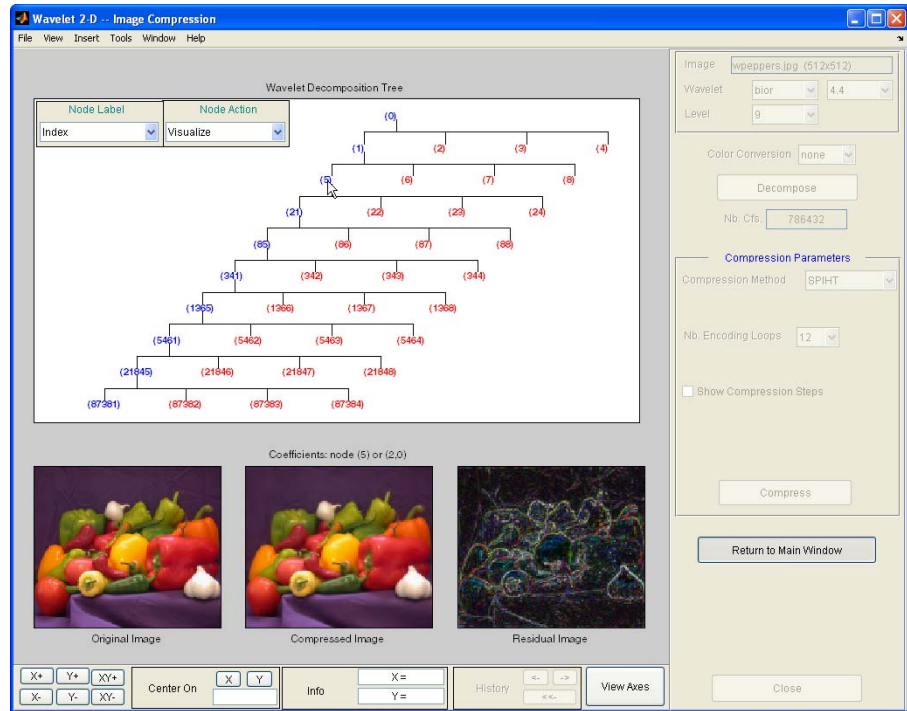 Wavelet 2-D -- Image Compression
File View Insert Tools Window Help
Wavelet Decomposition Tree
Node Label
Node Action
Index
Visualize
(0)
(1) (2) (3) (4)
(5) (6) (7) (8)
(21) (22) (23) (24)
(85) (86) (87) (88)
(341) (342) (343) (344)
(1365) (1366) (1367) (1368)
(5461) (5462) (5463) (5464)
(21845) (21846) (21847) (21848)
(87381) (87382) (87383) (87384)
Coefficients: node (5) or (2,0)
Original Image
Compressed Image
Residual Image
X+ Y+ XY+
X- Y- XY-
Center On
X Y
Info
X =
Y =
History
<- ->
<<-
View Axes
Image wpeppers.jpg (512x512)
Wavelet bior 4.4
Level 9
Color Conversion none
Decompose
Nb. Cfs. 786432
Compression Parameters
Compression Method SPIHT
Nb. Encoding Loops 12
Show Compression Steps
Compress
Return to Main Window
Close